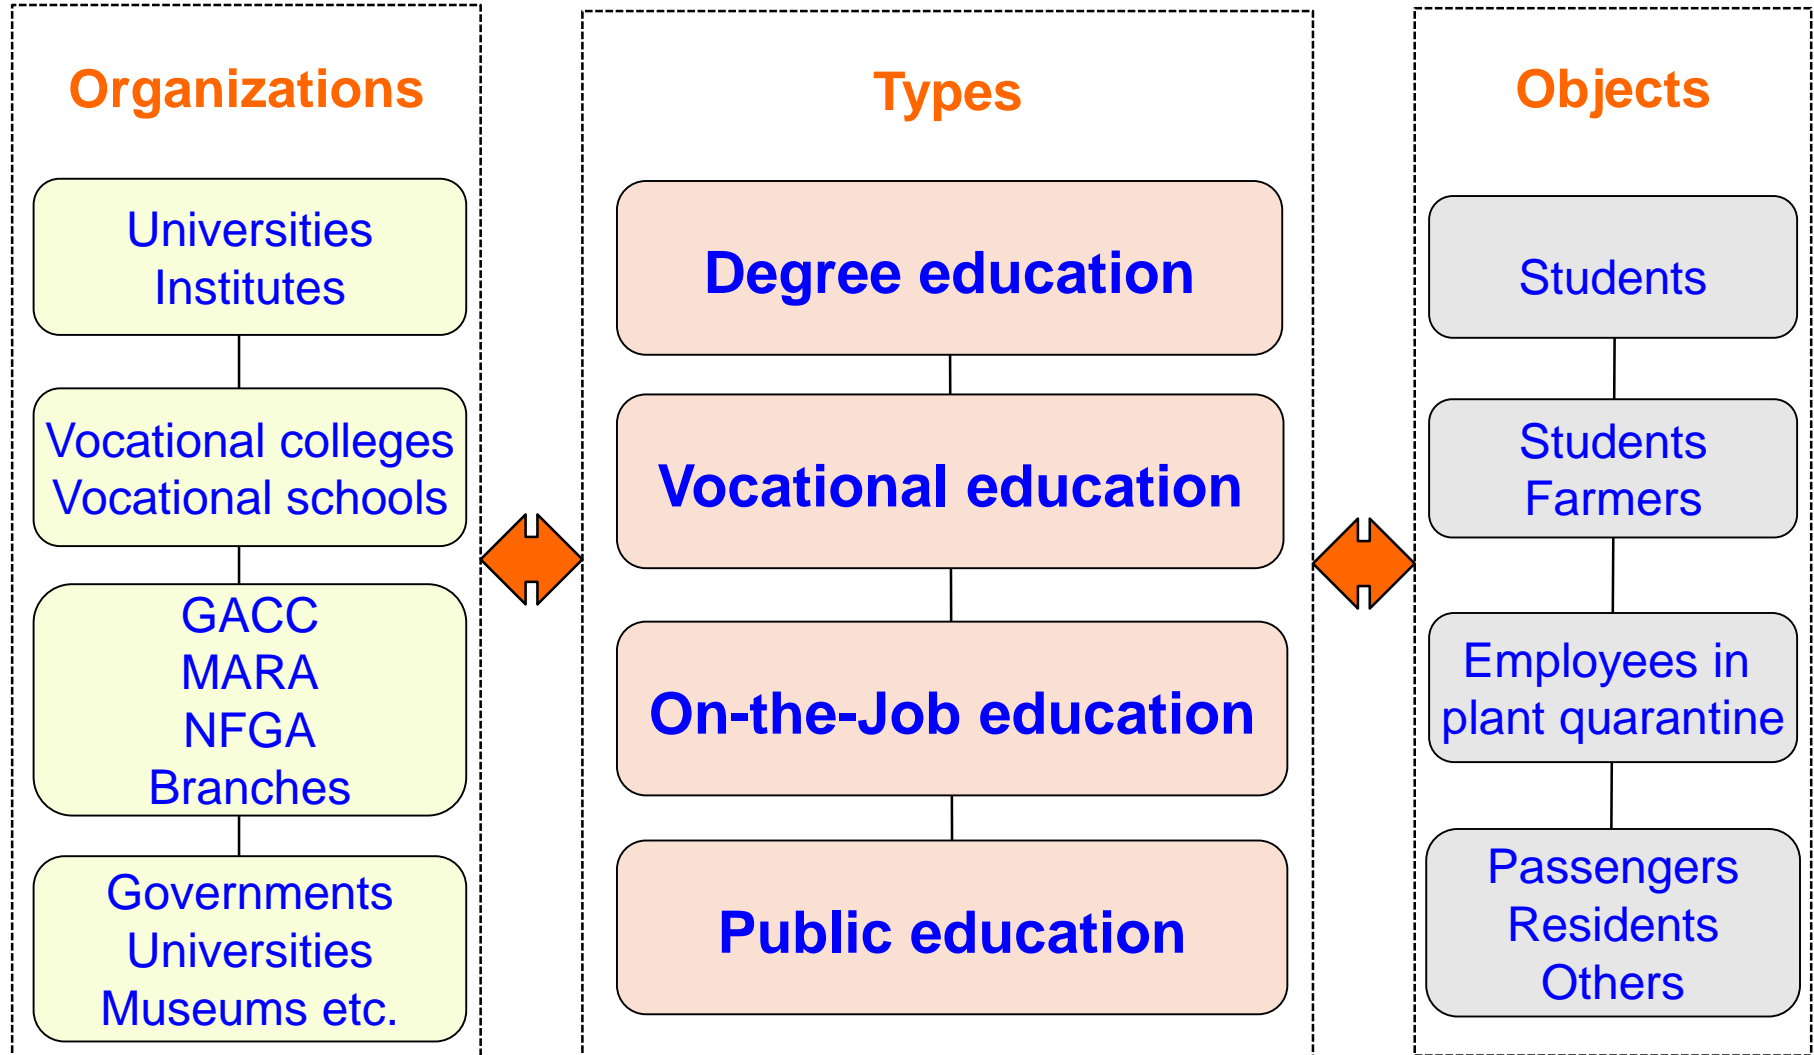 Organizations
Universities
Institutes
Vocational colleges
Vocational schools
GACC
MARA
NFGA
Branches
Governments
Universities
Museums etc.
Types
Degree education
Vocational education
On-the-Job education
Public education
Objects
Students
Students
Farmers
Employees in
plant quarantine
Passengers
Residents
Others